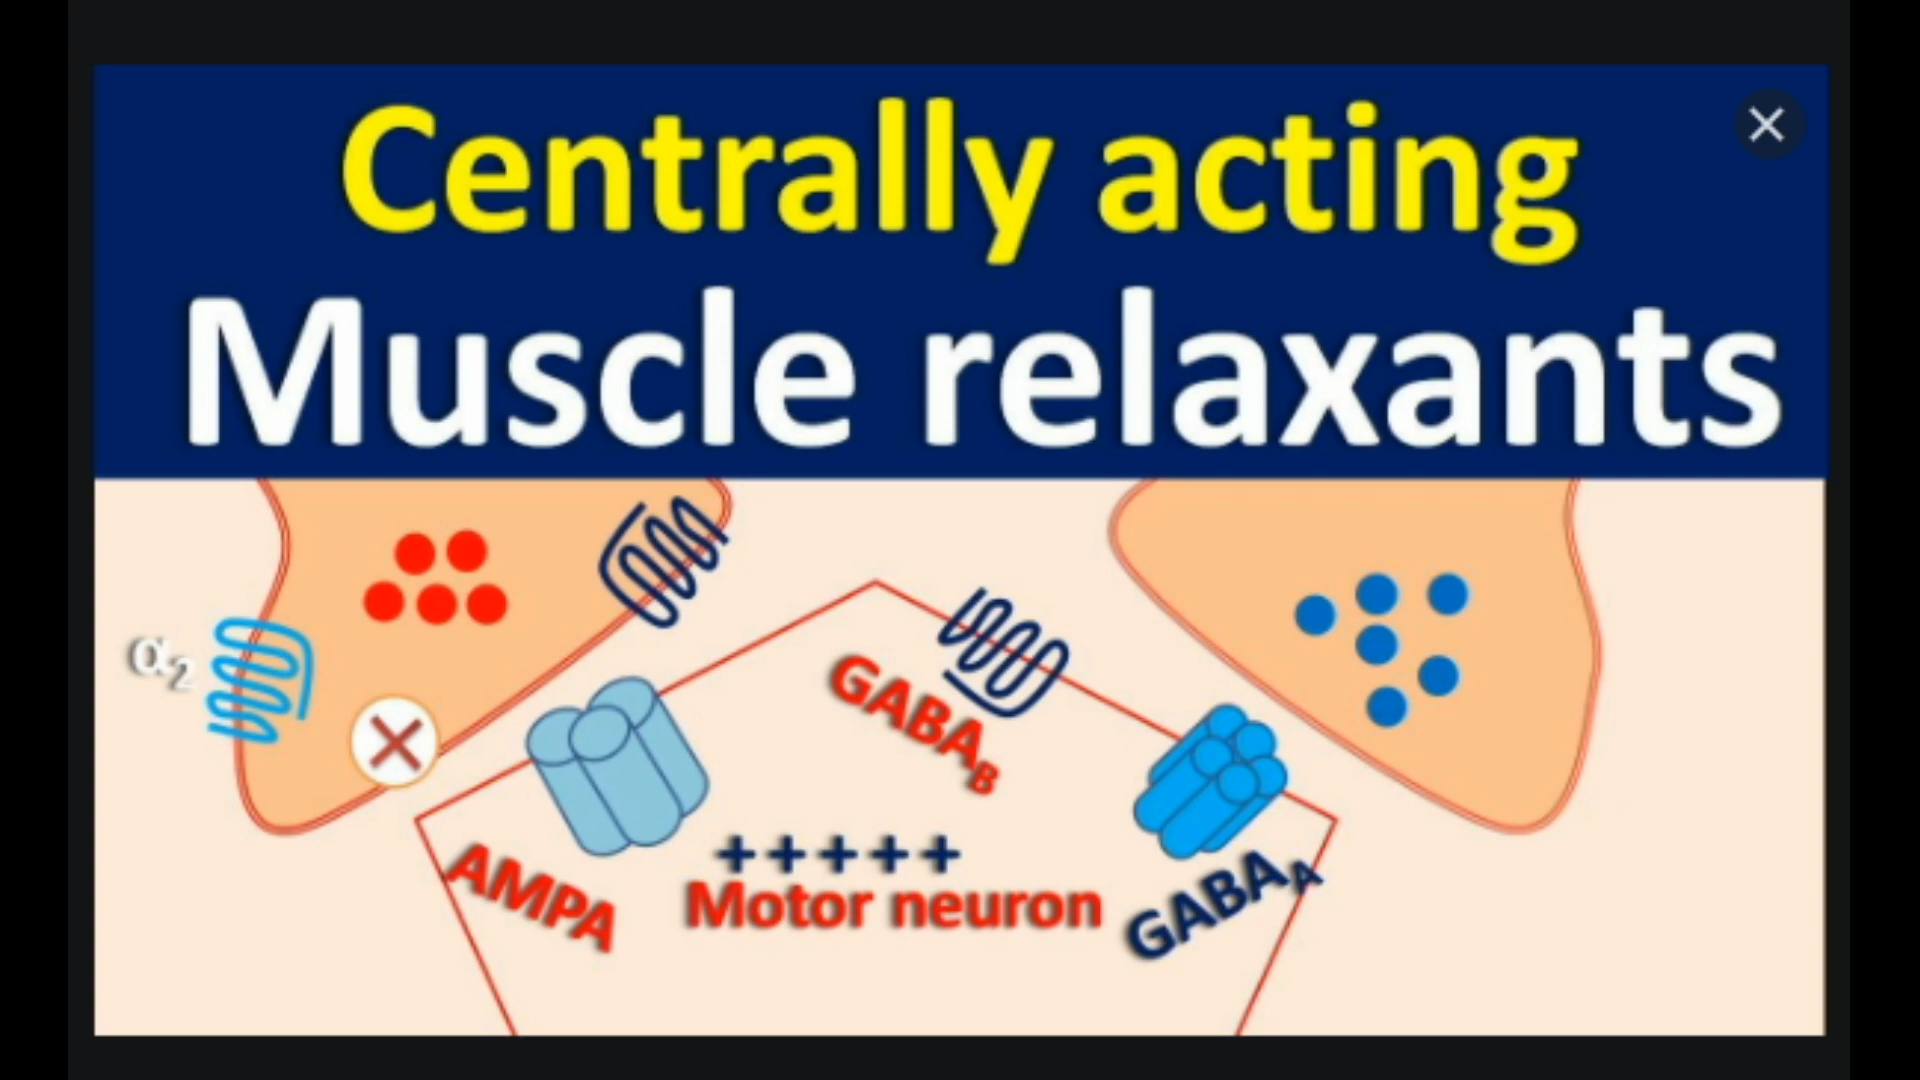 Centrally acting
Muscle relaxants
α2
GABAB
AMPA
+++++
Motor neuron
GABAA